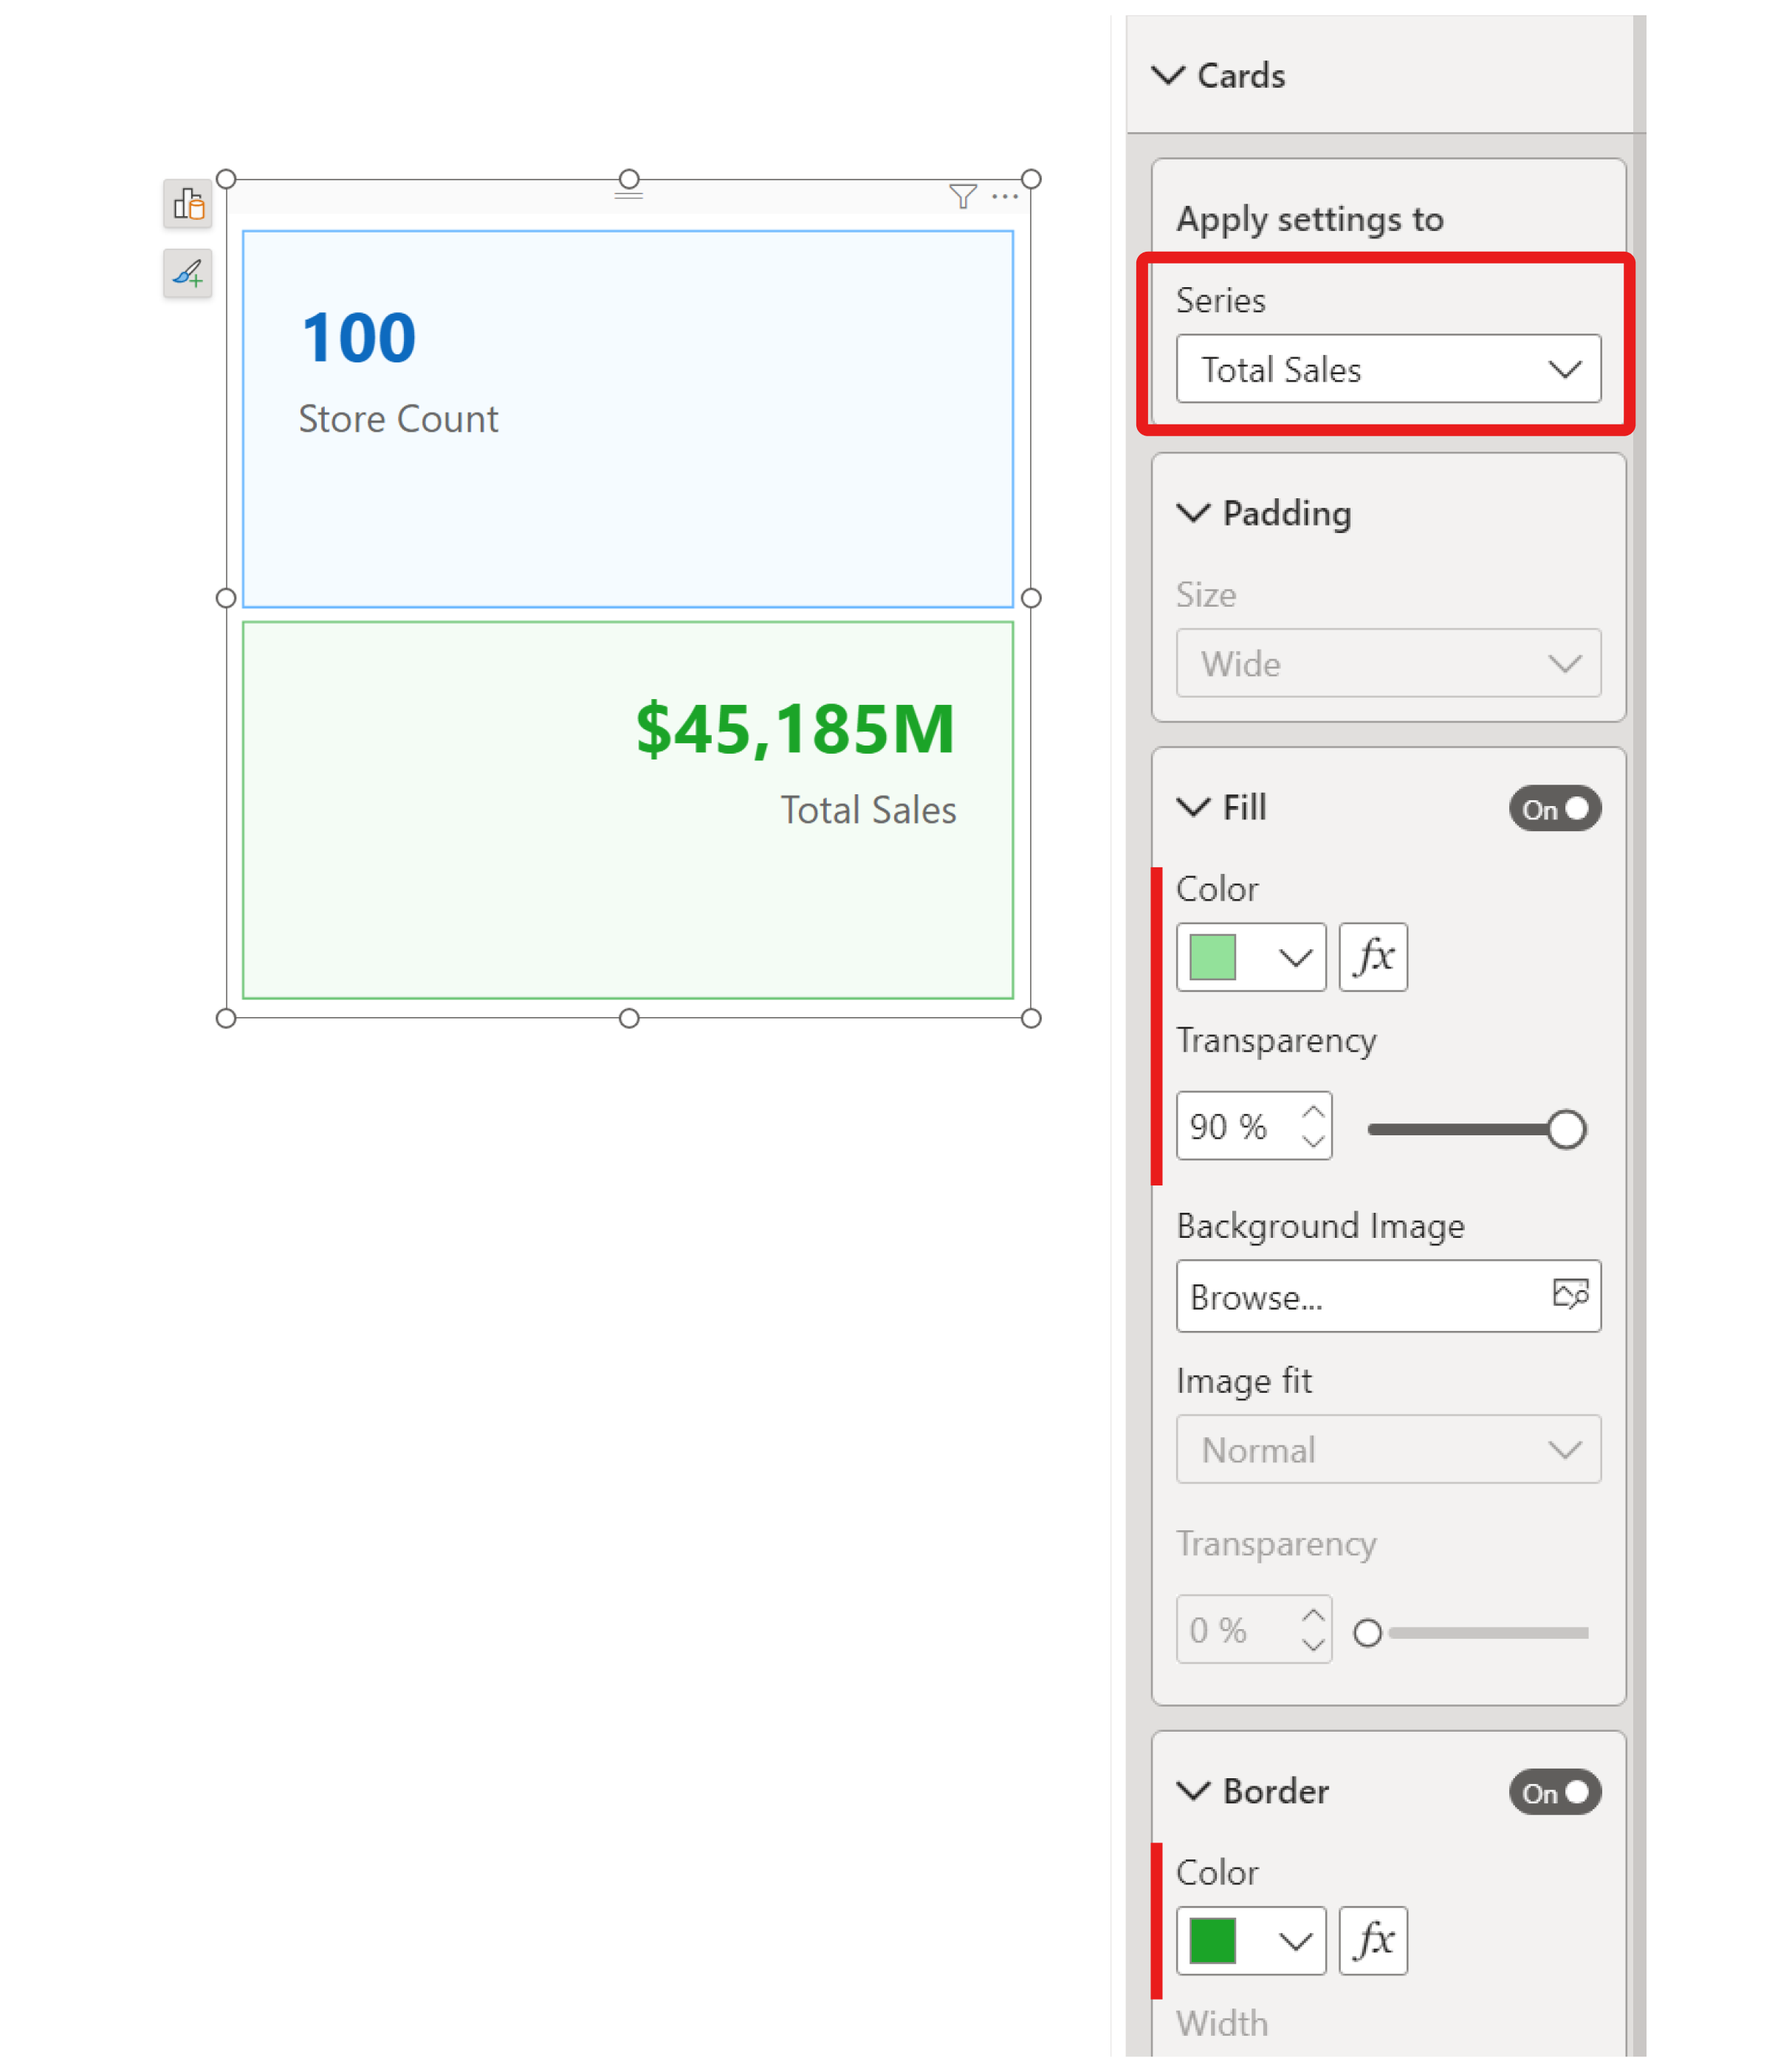 100
Store Count
$45,185M
Total Sales
Cards
Apply settings to
Series
Total Sales
Padding
Size
Wide
Fill
On
Color
fx
Transparency
90 %
Background Image
Browse...
Image fit
Normal
Transparency
0 %
Border
On
Color
fx
Width